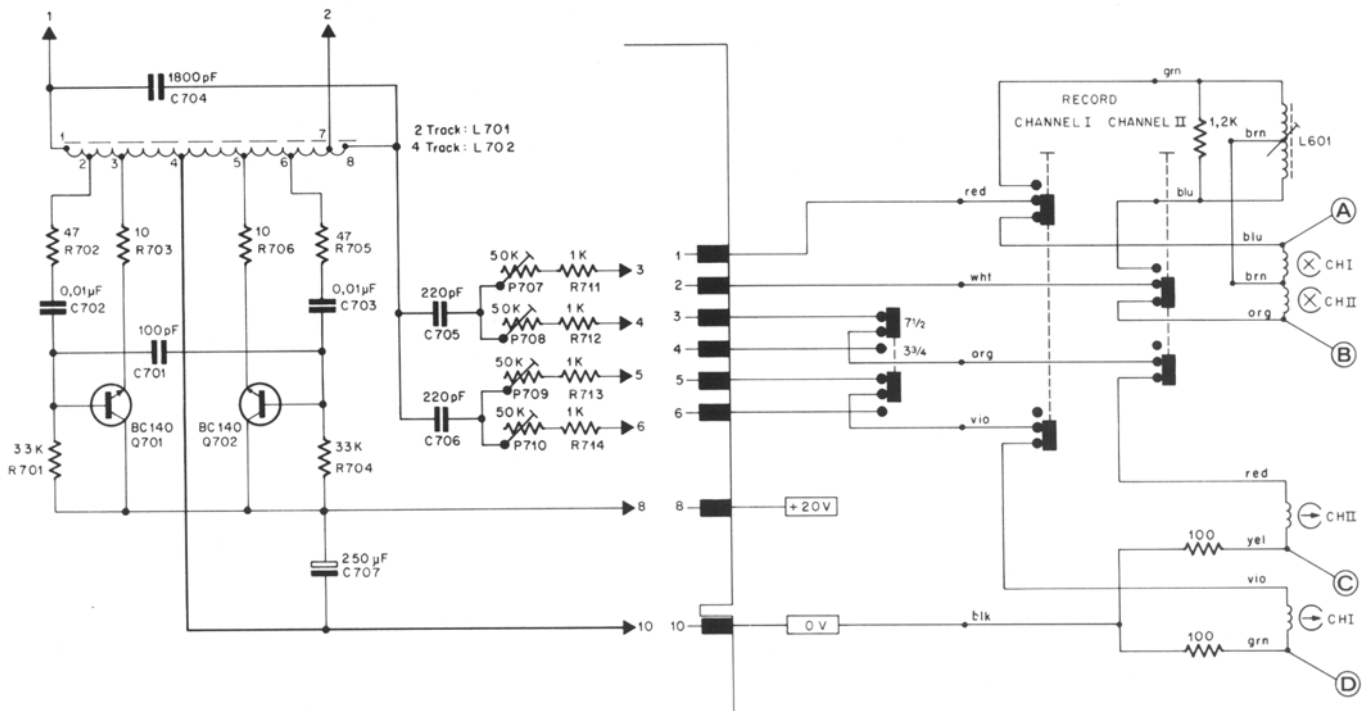 1
2
1800pF
C704
1
2
3
4
5
6
7
8
2 Track: L701
4 Track: L702
47
R702
10
R703
10
R706
47
R705
0,01µF
C702
0,01µF
C703
100pF
C701
BC140
Q701
BC140
Q702
33K
R701
33K
R704
250µF
C707
220pF
C705
220pF
C706
50K
P707
1K
R711
3
50K
P708
1K
R712
4
50K
P709
1K
R713
5
50K
P710
1K
R714
6
8
10
1
2
3
4
5
6
8
10
+20V
0V
7½
3¾
red
wht
org
vio
blk
grn
RECORD
CHANNEL I CHANNEL II
1,2K
brn
L601
blu
blu
A
CHI
brn
CHII
org
B
red
CHII
100
yel
C
vio
CHI
100
grn
D